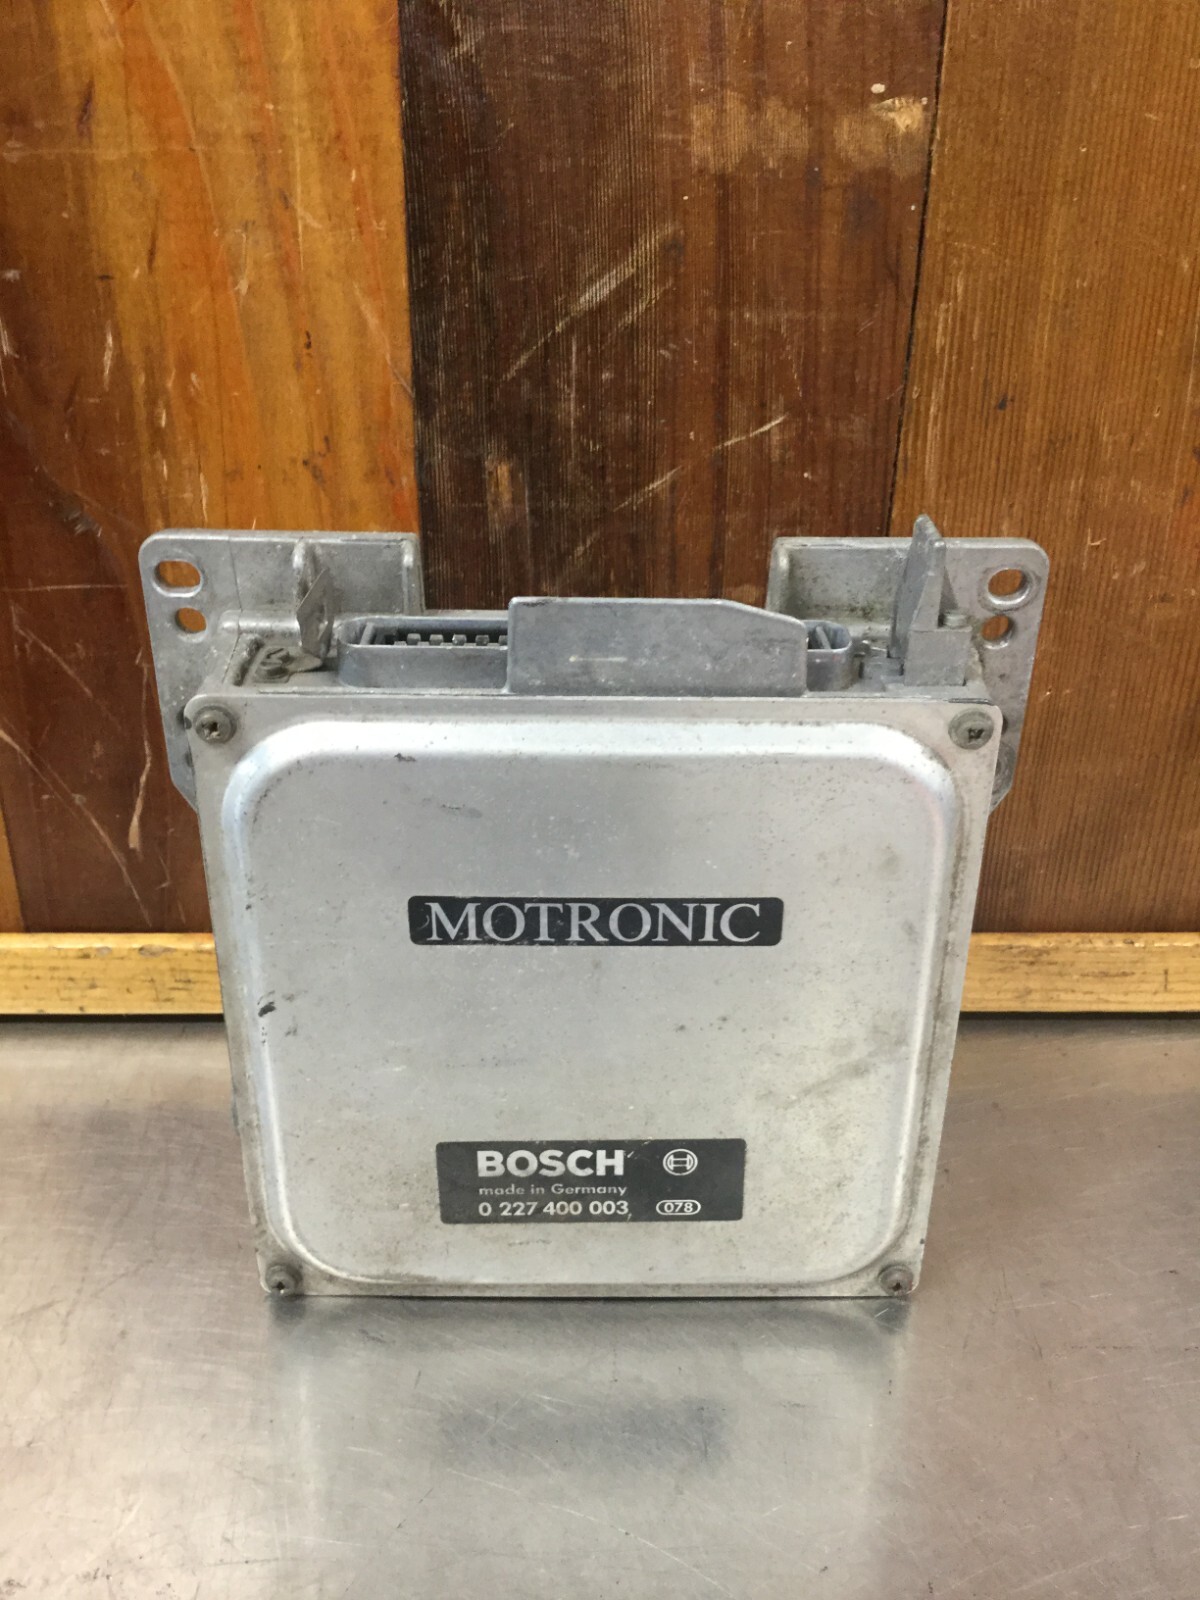 MOTRONIC
BOSCH
made in Germany
0 227 400 003 078